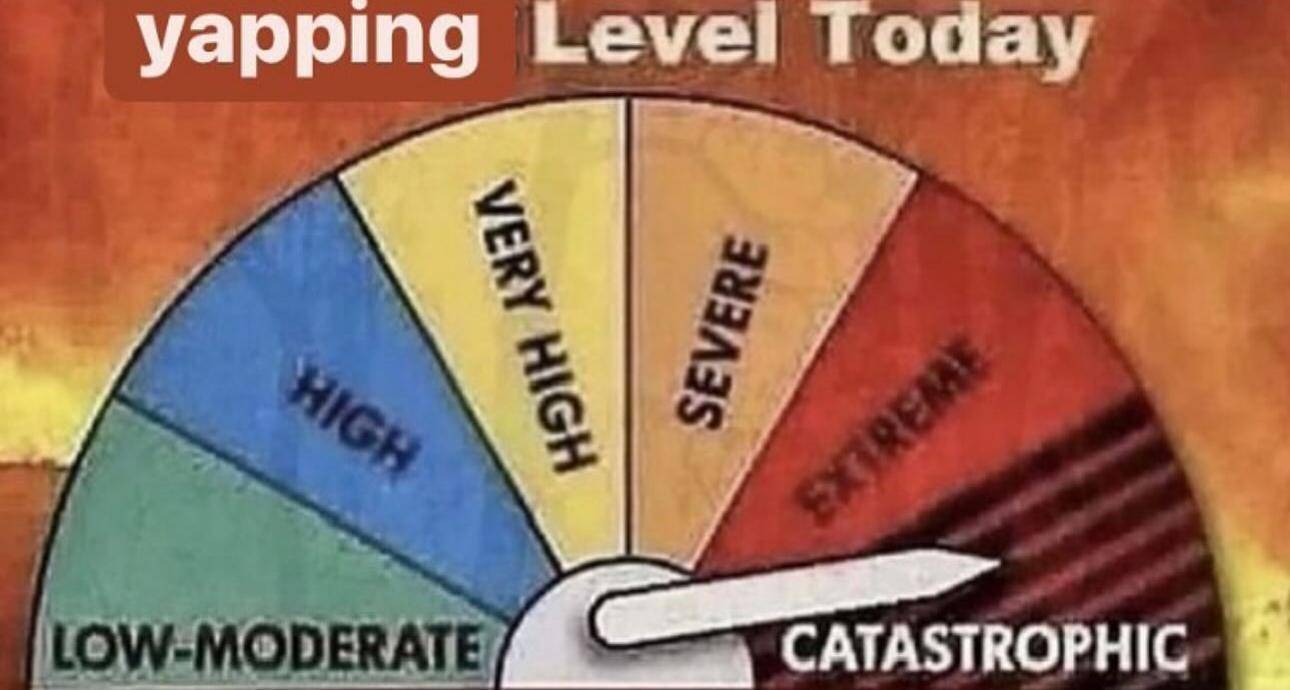 yapping Level Today
LOW-MODERATE
HIGH
VERY HIGH
SEVERE
EXTREME
CATASTROPHIC